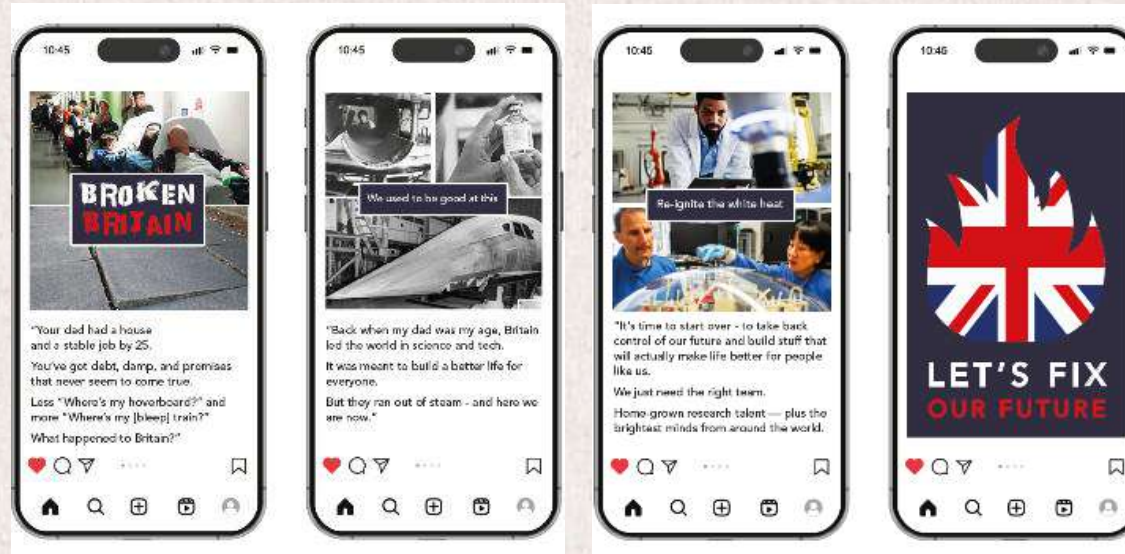 10:45
BROKEN
BRITAIN
"Your dad had a house
and a stable job by 25.
You've got debt, damp, and promises
that never seem to come true.
Less "Where's my hoverboard?" and
more "Where's my [bleep] train?"
What happened to Britain?"
10:45
We used to be good at this
"Back when my dad was my age, Britain
led the world in science and tech.
It was meant to build a better life for
everyone.
But they ran out of steam - and here we
are now."
10:45
Re-ignite the white heat
"It's time to start over - to take back
control of our future and build stuff that
will actually make life better for people
like us.
We just need the right team.
Home-grown research talent — plus the
brightest minds from around the world.
10:45
LET'S FIX
OUR FUTURE